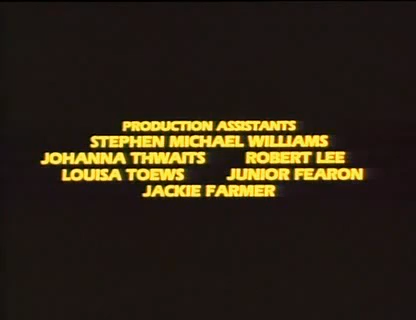 PRODUCTION ASSISTANTS
STEPHEN MICHAEL WILLIAMS
JOHANNA THWAITS ROBERT LEE
LOUISA TOEWS JUNIOR FEARON
JACKIE FARMER